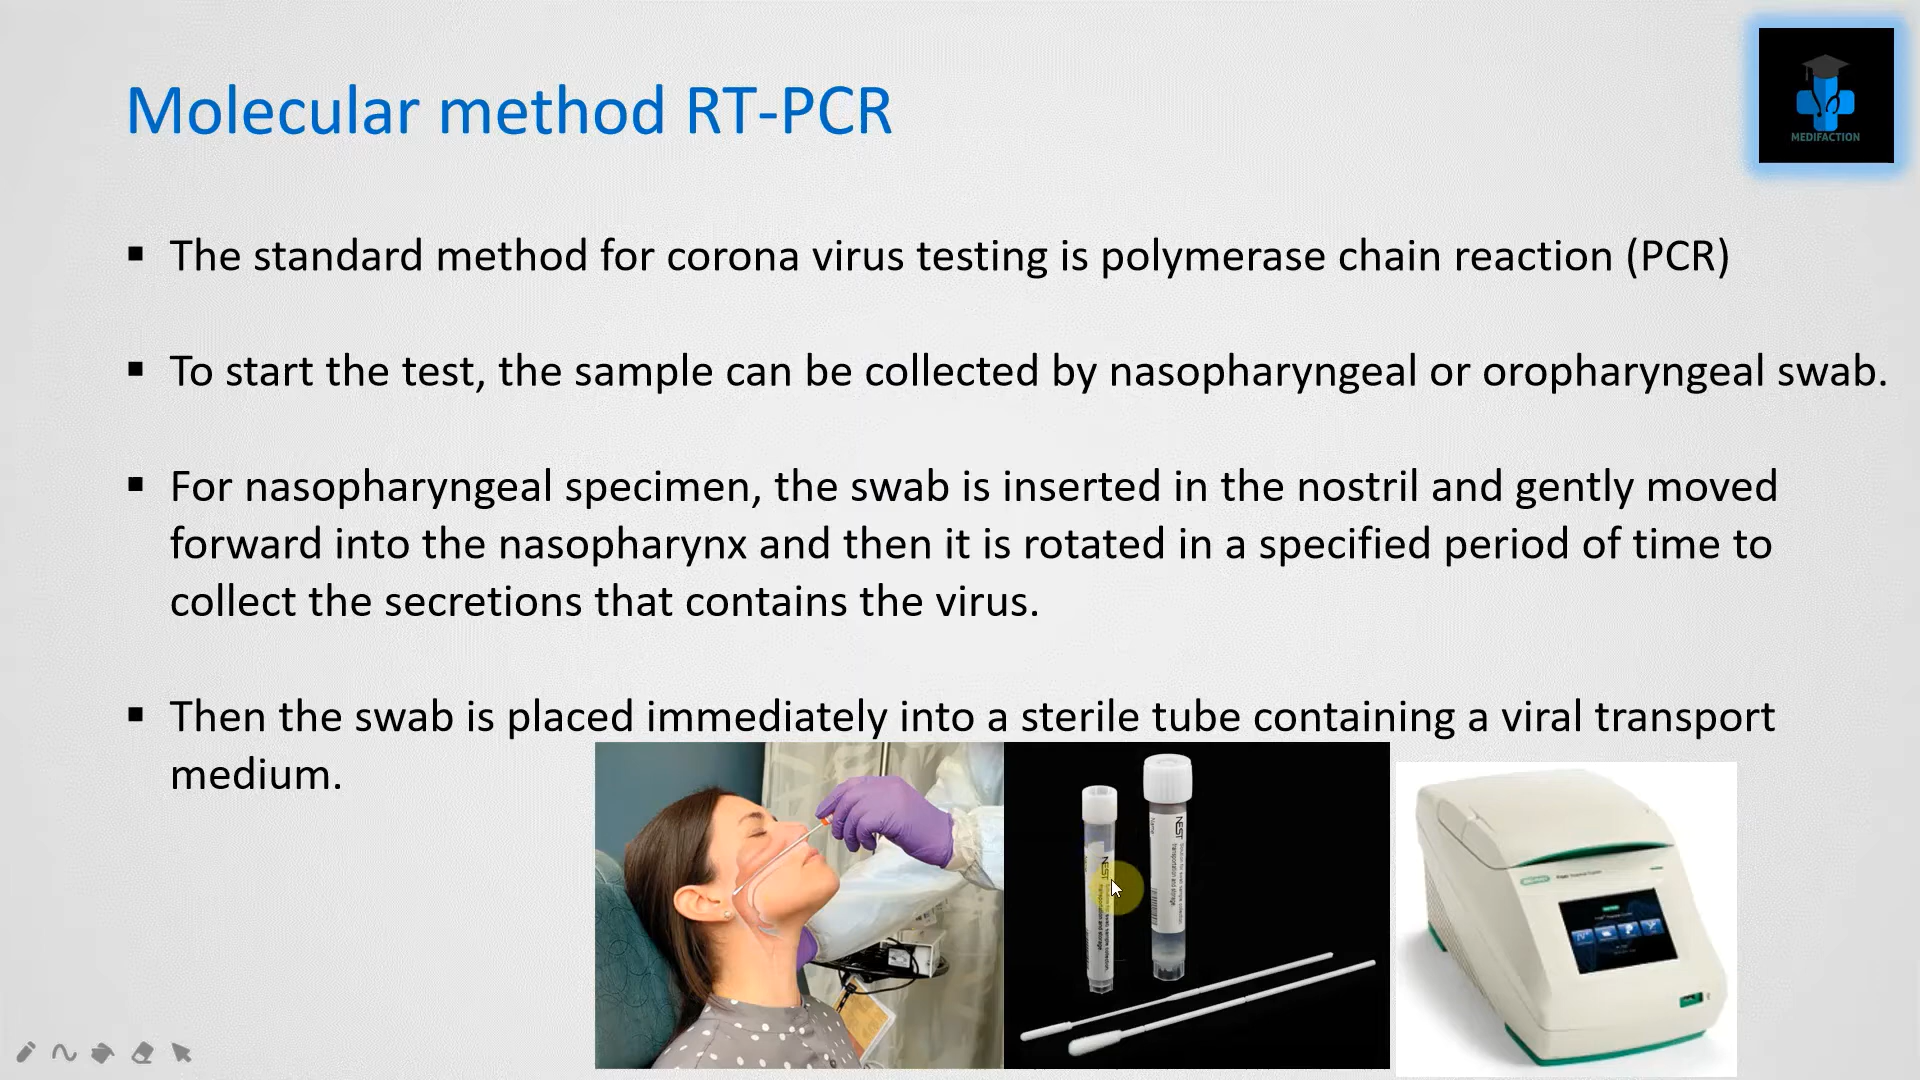 MEDIFACTION
Molecular method RT-PCR
▪ The standard method for corona virus testing is polymerase chain reaction (PCR)
▪ To start the test, the sample can be collected by nasopharyngeal or oropharyngeal swab.
▪ For nasopharyngeal specimen, the swab is inserted in the nostril and gently moved
forward into the nasopharynx and then it is rotated in a specified period of time to
collect the secretions that contains the virus.
▪ Then the swab is placed immediately into a sterile tube containing a viral transport
medium.
NEST
NEST